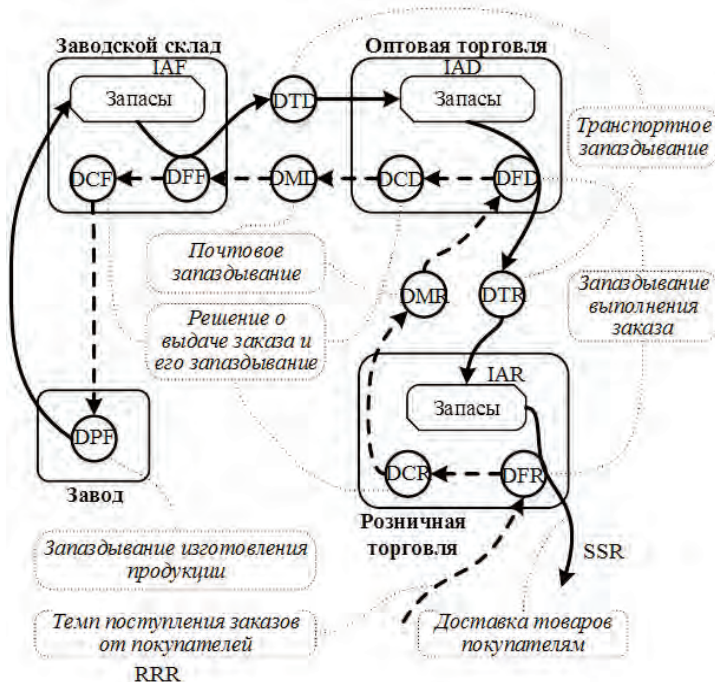 Заводской склад
Оптовая торговля
IAF
IAD
Запасы
DTD
Запасы
Транспортное
запаздывание
DCF
DFF
DMD
DCD
DFD
Почтовое
запаздывание
DMR
DTR
Запаздывание
выполнения
заказа
Решение о
выдаче заказа и
его запаздывание
IAR
Запасы
DPF
Завод
DCR
DFR
Розничная
торговля
Запаздывание изготовления
продукции
SSR
Темп поступления заказов
от покупателей
Доставка товаров
покупателям
RRR